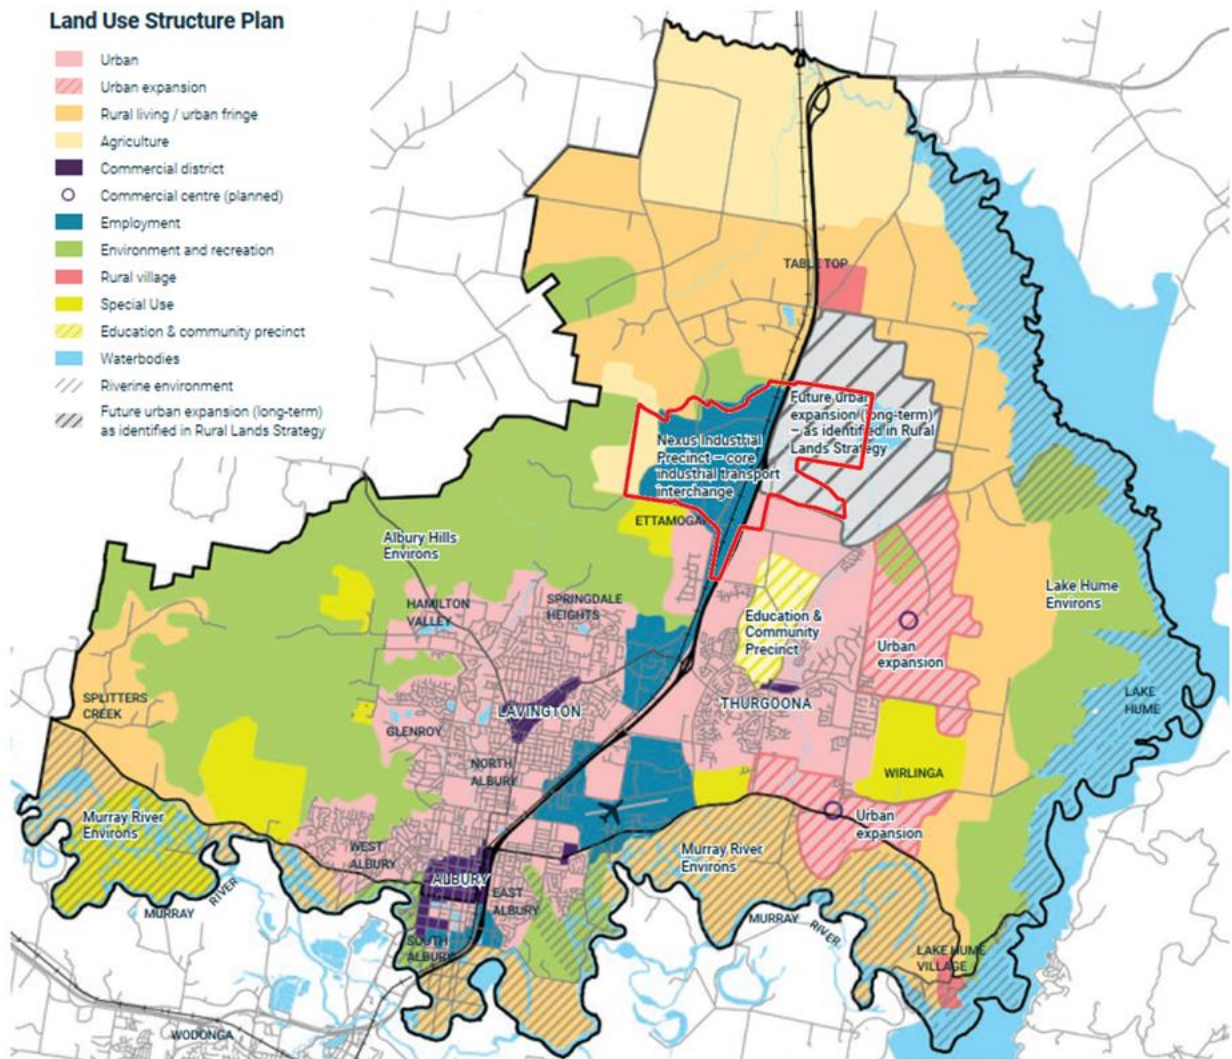 Land Use Structure Plan
Urban
Urban expansion
Rural living / urban fringe
Agriculture
Commercial district
Commercial centre (planned)
Employment
Environment and recreation
Rural village
Special Use
Education & community precinct
Waterbodies
Riverine environment
Future urban expansion (long-term)
as identified in Rural Lands Strategy
TABLE TOP
Future urban
expansion (long-term)
– as identified in Rural
Lands Strategy
Nexus Industrial
Precinct – core
industrial transport
interchange
ETTAMOGAH
Albury Hills
Environs
HAMILTON
VALLEY
SPRINGDALE
HEIGHTS
Education &
Community
Precinct
Urban
expansion
Lake Hume
Environs
SPLITTERS
CREEK
LAVINGTON
THURGOONA
LAKE
HUME
GLENROY
NORTH
ALBURY
WIRLINGA
Murray River
Environs
Urban
expansion
WEST
ALBURY
Murray River
Environs
ALBURY
EAST
ALBURY
MURRAY
RIVER
MURRAY
RIVER
SOUTH
ALBURY
LAKE HUME
VILLAGE
WODONGA